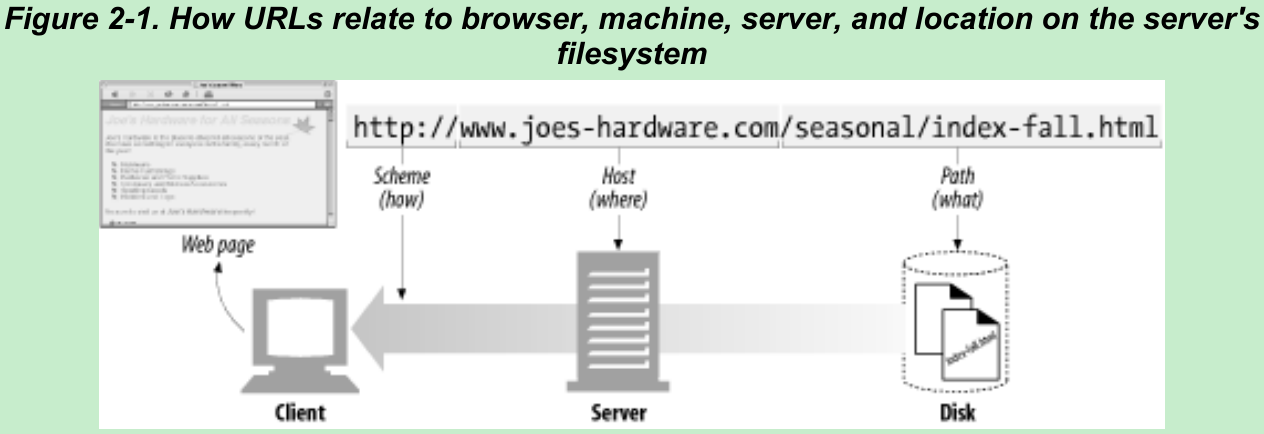 Figure 2-1. How URLs relate to browser, machine, server, and location on the server's
filesystem
Joe's Hardware for All Seasons
http://www.joes-hardware.com/seasonal/index-fall.html
Scheme
(how)
Host
(where)
Path
(what)
Web page
index-fall.html
Client
Server
Disk